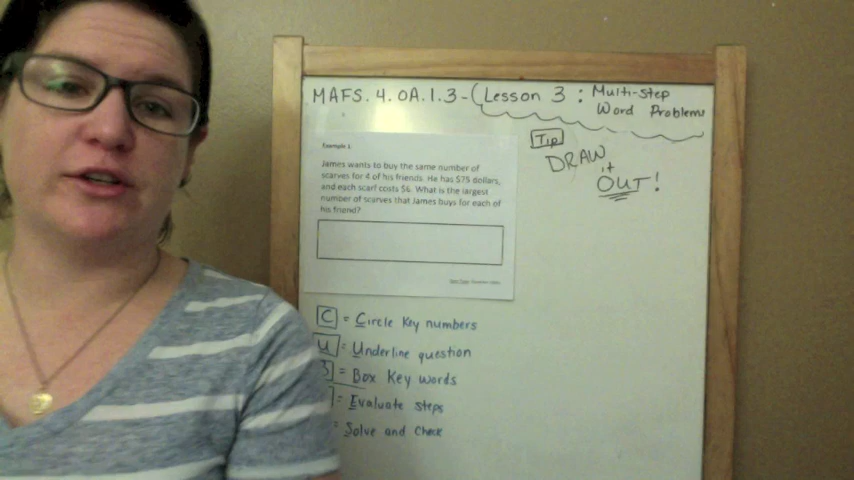 MAFS.4.OA.1.3-(Lesson 3: Multi-step
Word Problems
Tip
DRAW
it
OUT!
Example 1:
James wants to buy the same number of
scarves for 4 of his friends. He has $75 dollars,
and each scarf costs $6. What is the largest
number of scarves that James buys for each of
his friend?
C = Circle Key numbers
U = Underline question
B = Box Key words
= Evaluate steps
= Solve and Check